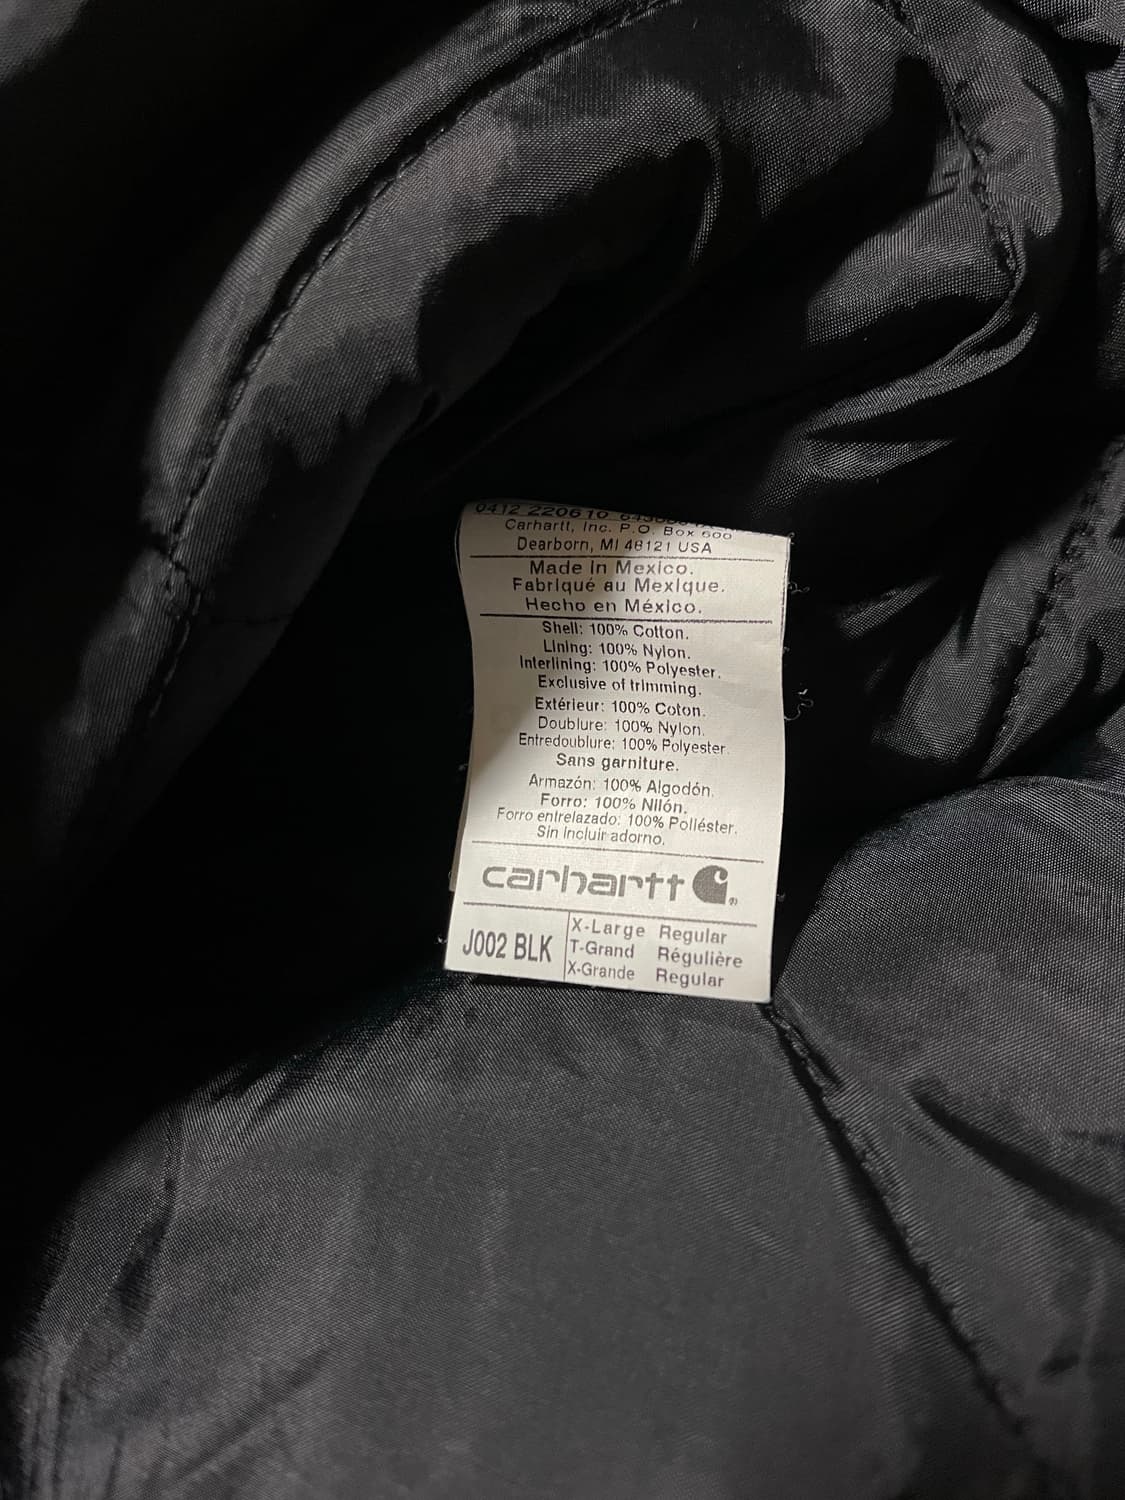 0412 220610
Carhartt, Inc. P.O. Box 600
Dearborn, MI 48121 USA
Made in Mexico.
Fabriqué au Mexique.
Hecho en México.
Shell: 100% Cotton.
Lining: 100% Nylon.
Interlining: 100% Polyester.
Exclusive of trimming.
Extérieur: 100% Coton.
Doublure: 100% Nylon.
Entredoublure: 100% Polyester.
Sans garniture.
Armazón: 100% Algodón.
Forro: 100% Nilón.
Forro entrelazado: 100% Poliéster.
Sin incluir adorno.
carhartt ®
J002 BLK
X-Large Regular
T-Grand Régulière
X-Grande Regular